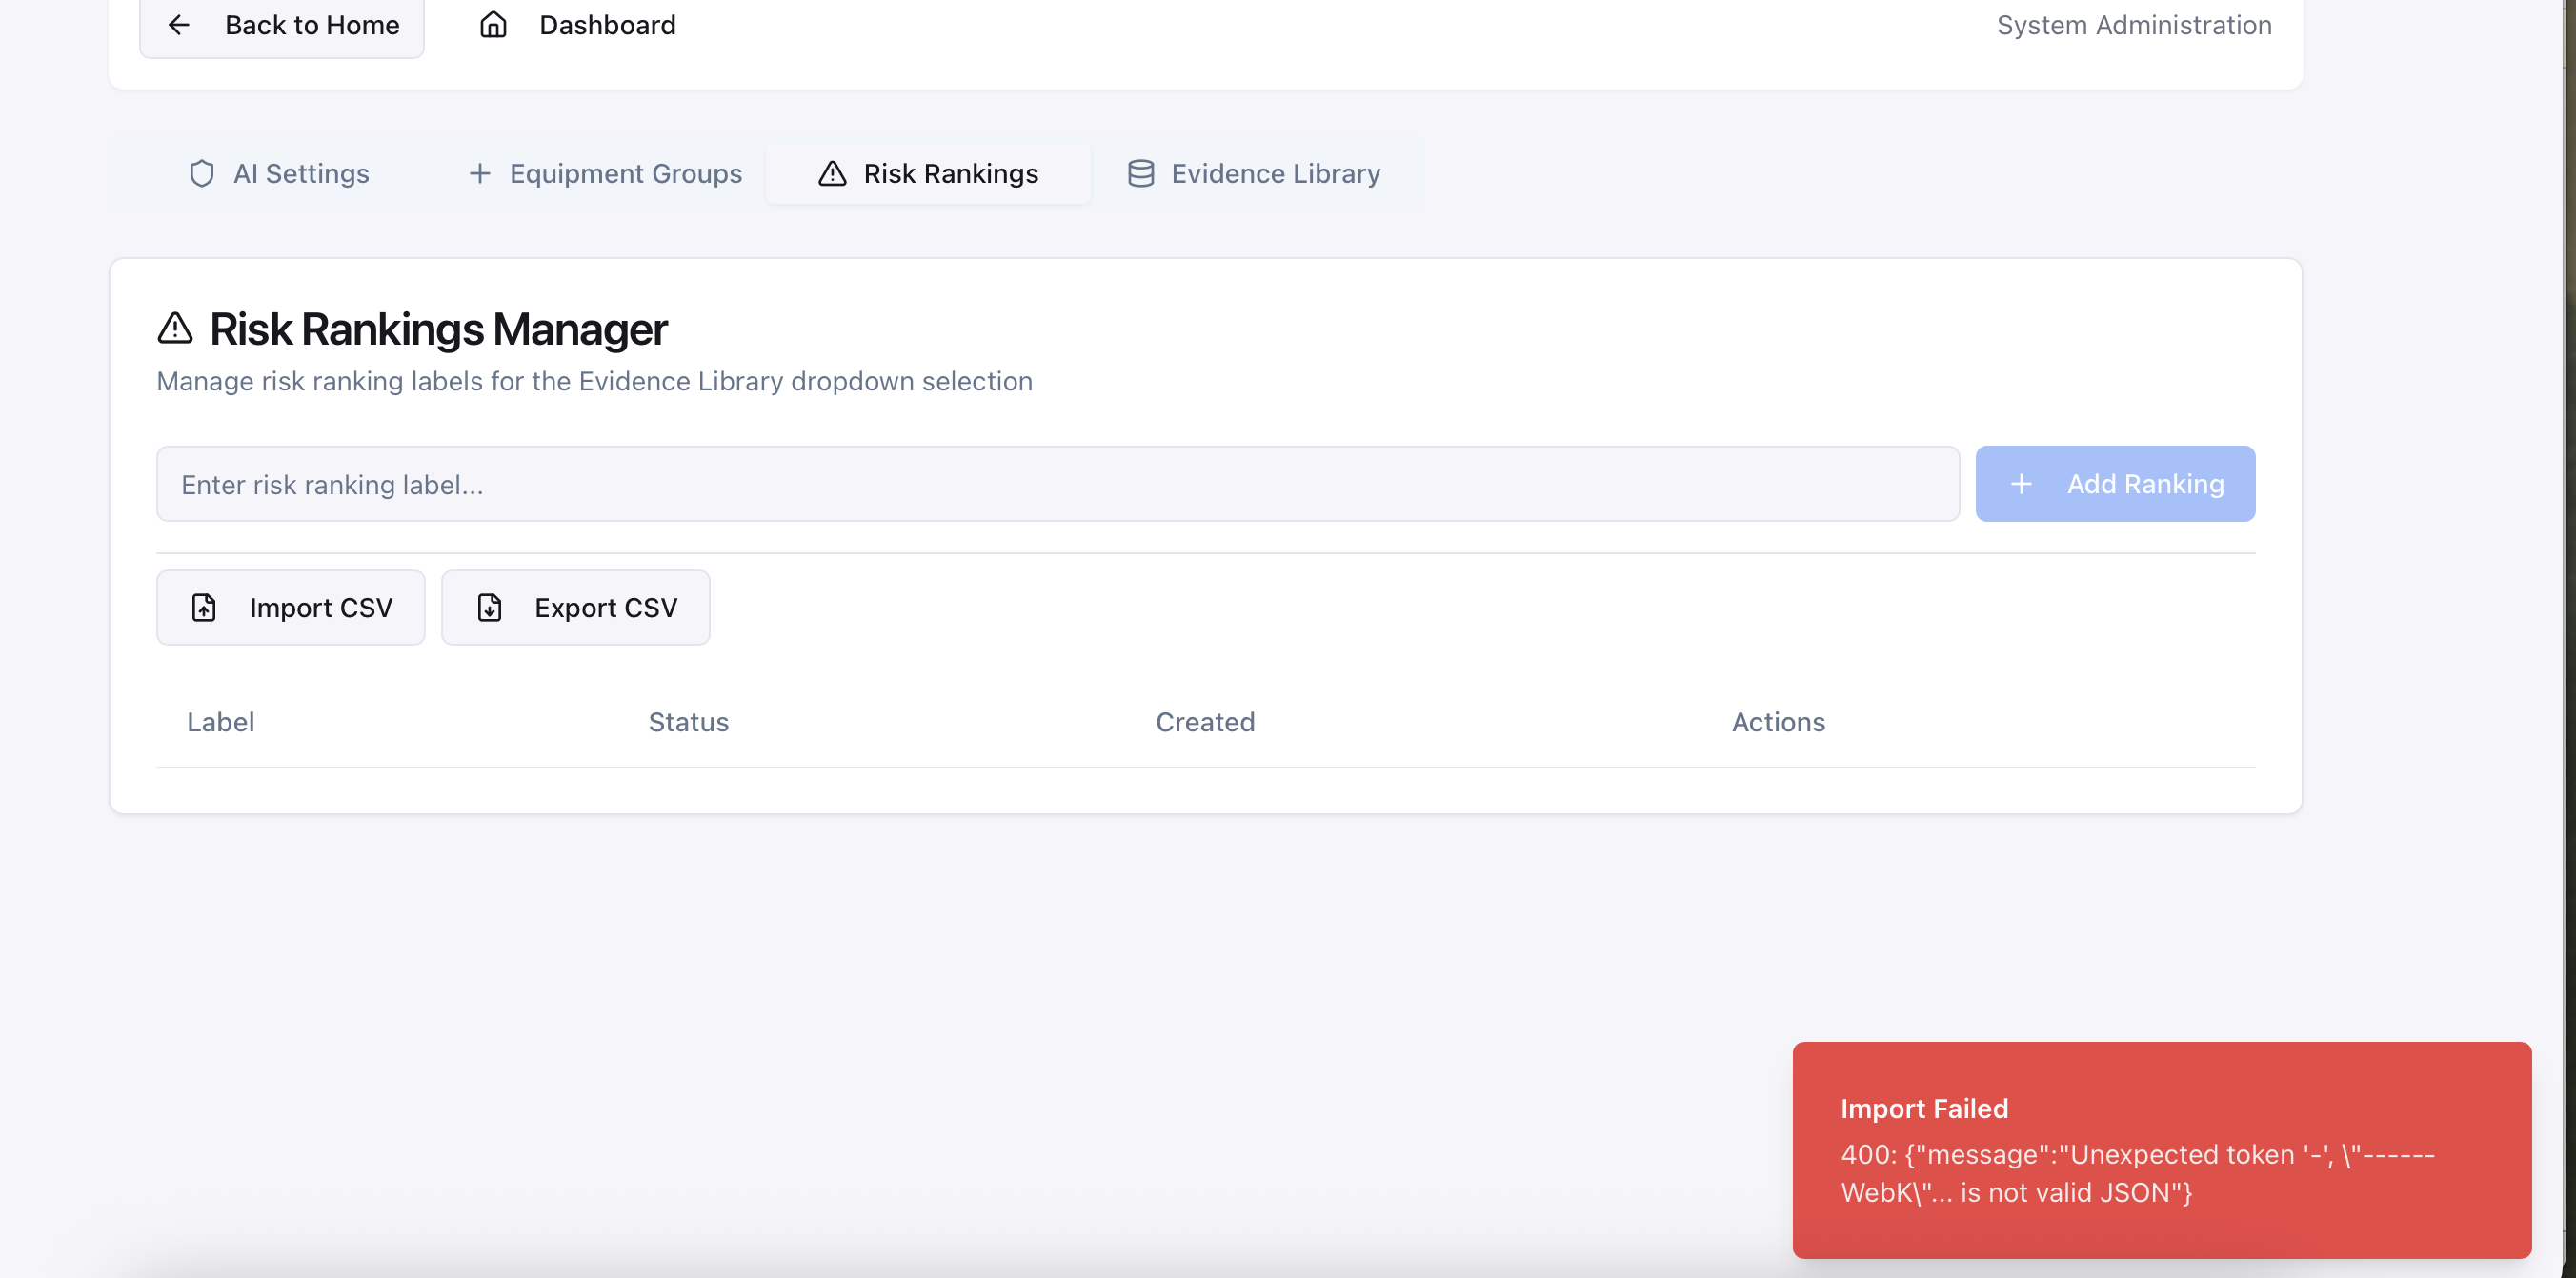 Back to Home
Dashboard
System Administration
AI Settings
Equipment Groups
Risk Rankings
Evidence Library
Risk Rankings Manager
Manage risk ranking labels for the Evidence Library dropdown selection
Enter risk ranking label...
Add Ranking
Import CSV
Export CSV
Label Status Created Actions
Import Failed
400: {"message":"Unexpected token '-', \"------
WebK\"... is not valid JSON"}